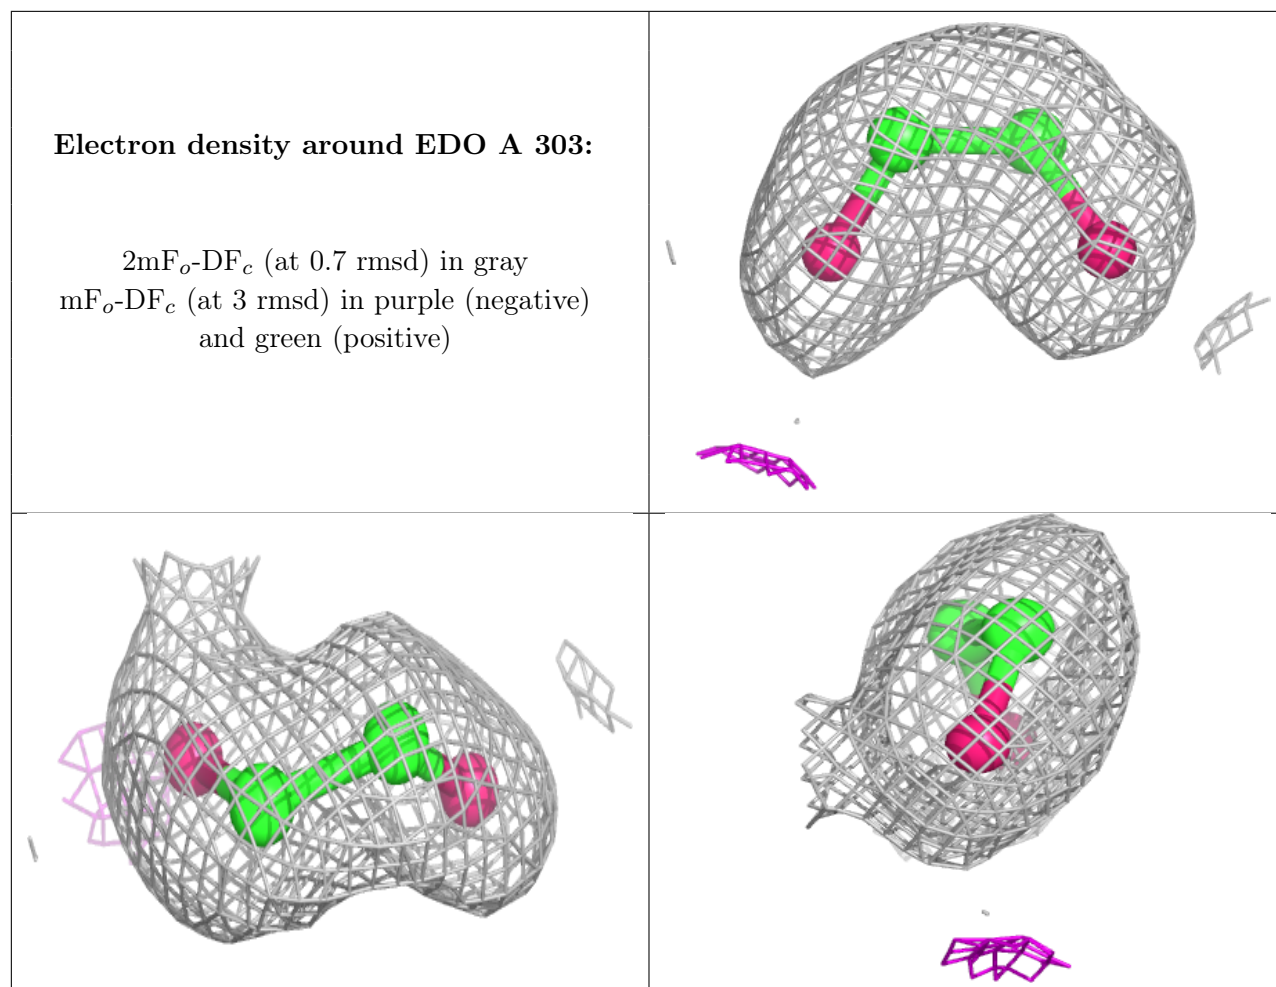 Electron density around EDO A 303:
2mFo-DFc (at 0.7 rmsd) in gray
mFo-DFc (at 3 rmsd) in purple (negative)
and green (positive)